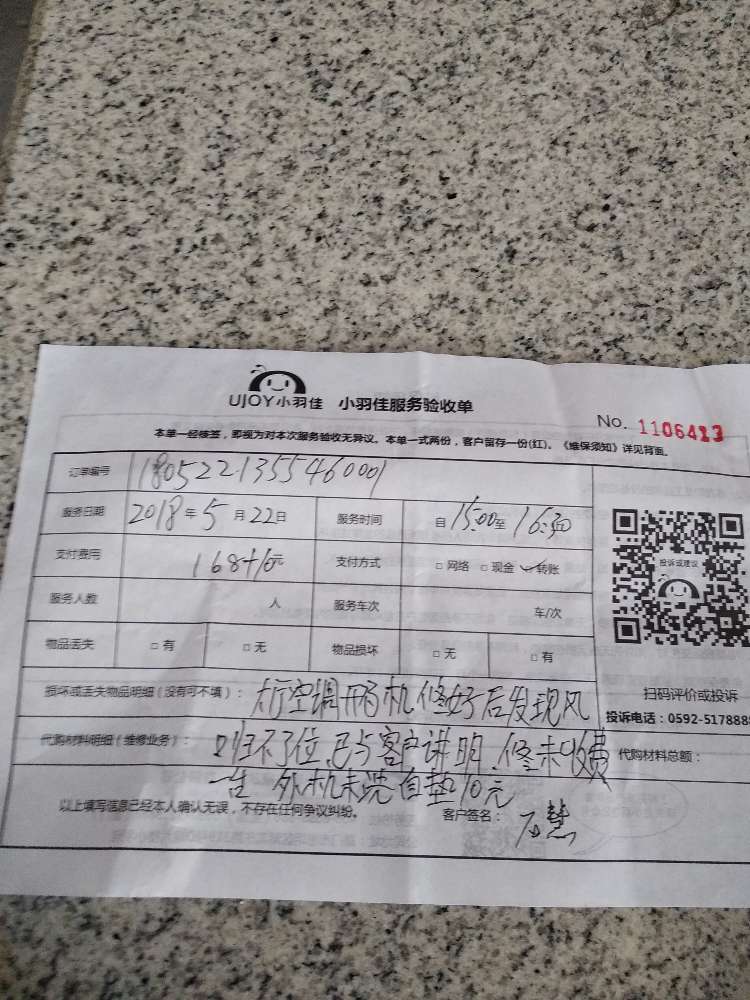 UJOY小羽佳 小羽佳服务验收单
No. 1106413
本单一经核签，即视为对本次服务验收无异议。本单一式两份，客户留存一份(红)。《维保须知》详见背面。
订单编号 1805221355460001
服务日期 2018年5月22日 服务时间 自15:00至16:30
支付费用 168+10元 支付方式 □网络 □现金 ☑转账
服务人数 人 服务车次 车/次
物品丢失 □有 □无 物品损坏 □无 □有
投诉或建议
扫码评价或投诉
投诉电话：0592-517888
损坏或丢失物品明细（没有可不填）： 空调开 机修好后发现风
代购材料明细（维修业务）： 归不了位，已与客户讲明，修未收费 代购材料总额：
外机未洗自垫10元
以上填写信息已经本人确认无误，不存在任何争议纠纷。 客户签名： 石慧